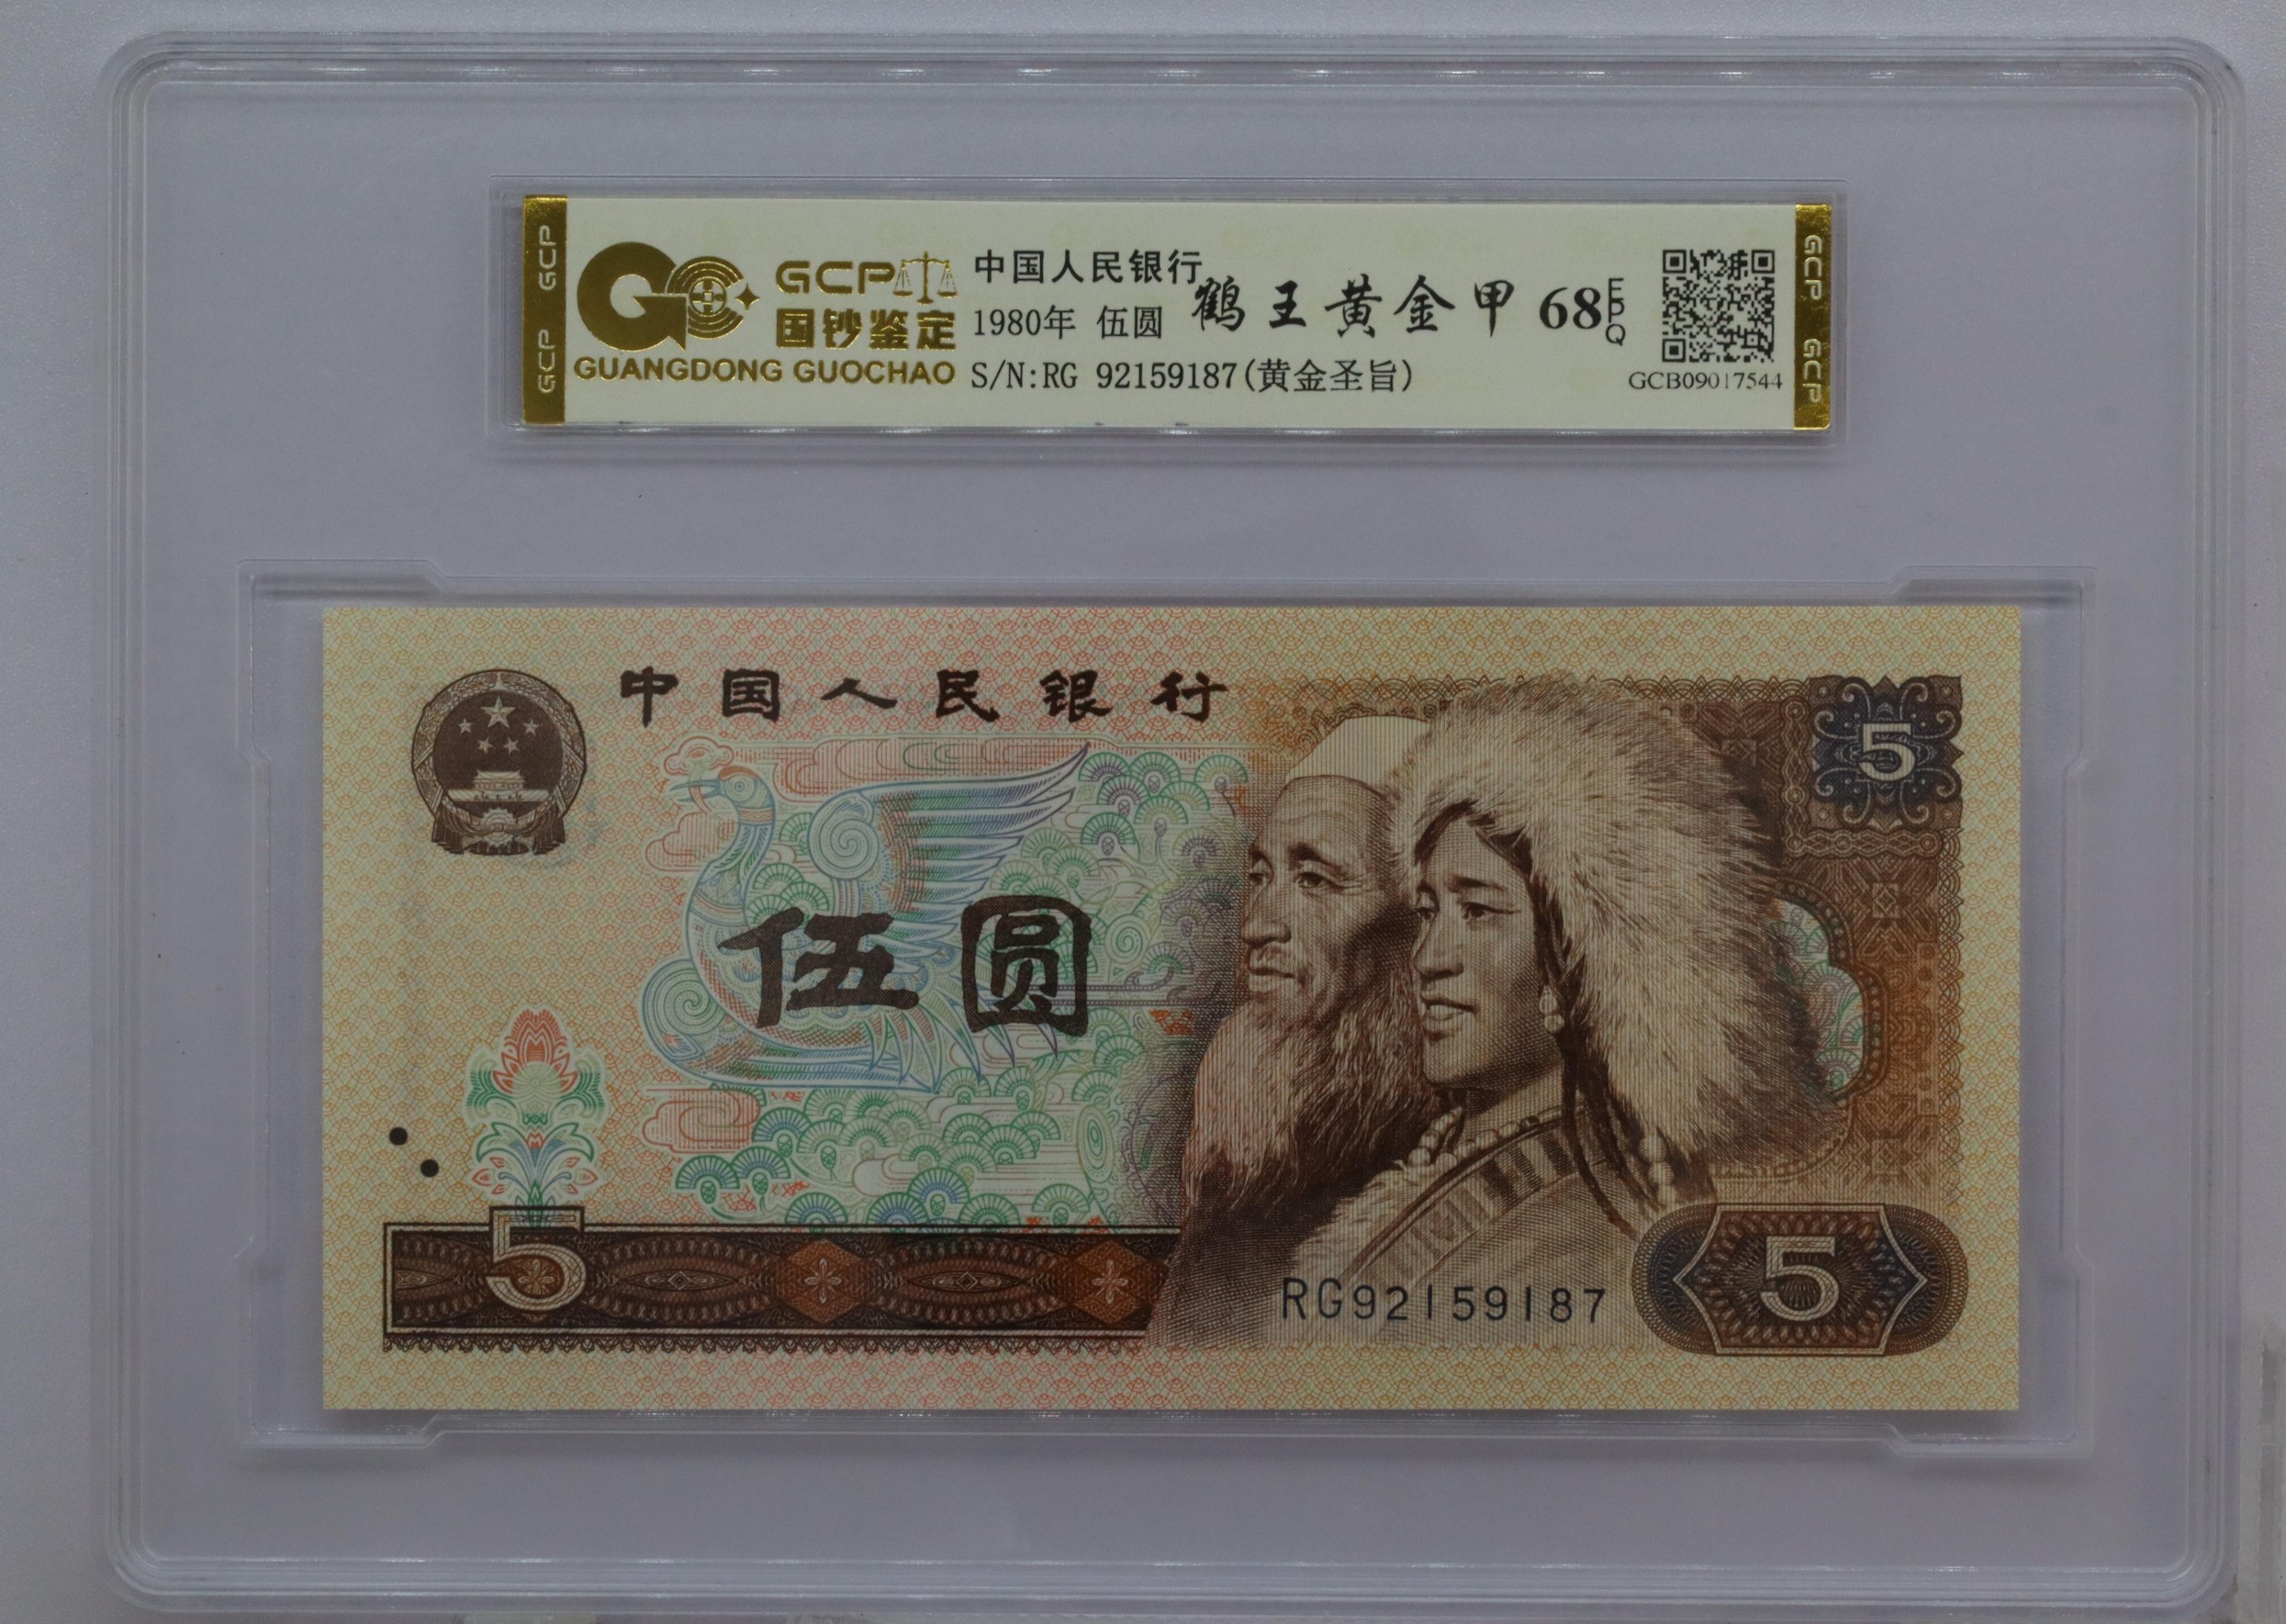 GCP GCP
GCP
国钞鉴定
GUANGDONG GUOCHAO
中国人民银行
1980年 伍圆
S/N:RG 92159187(黄金圣旨)
鹤王黄金甲 68 EPQ
GCB09017544
GCP GCP
中国人民银行
5
伍圆
5
RG92159187
5